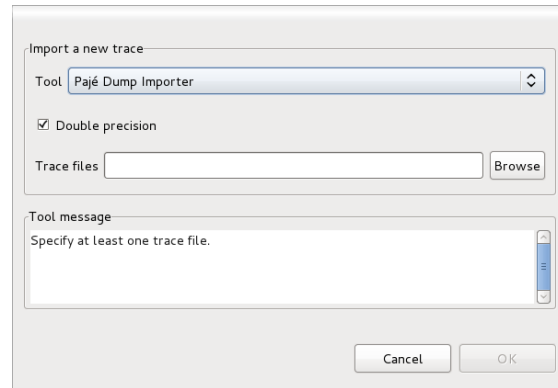 Import a new trace
Tool Pajé Dump Importer
Double precision
Trace files Browse
Tool message
Specify at least one trace file.
Cancel OK